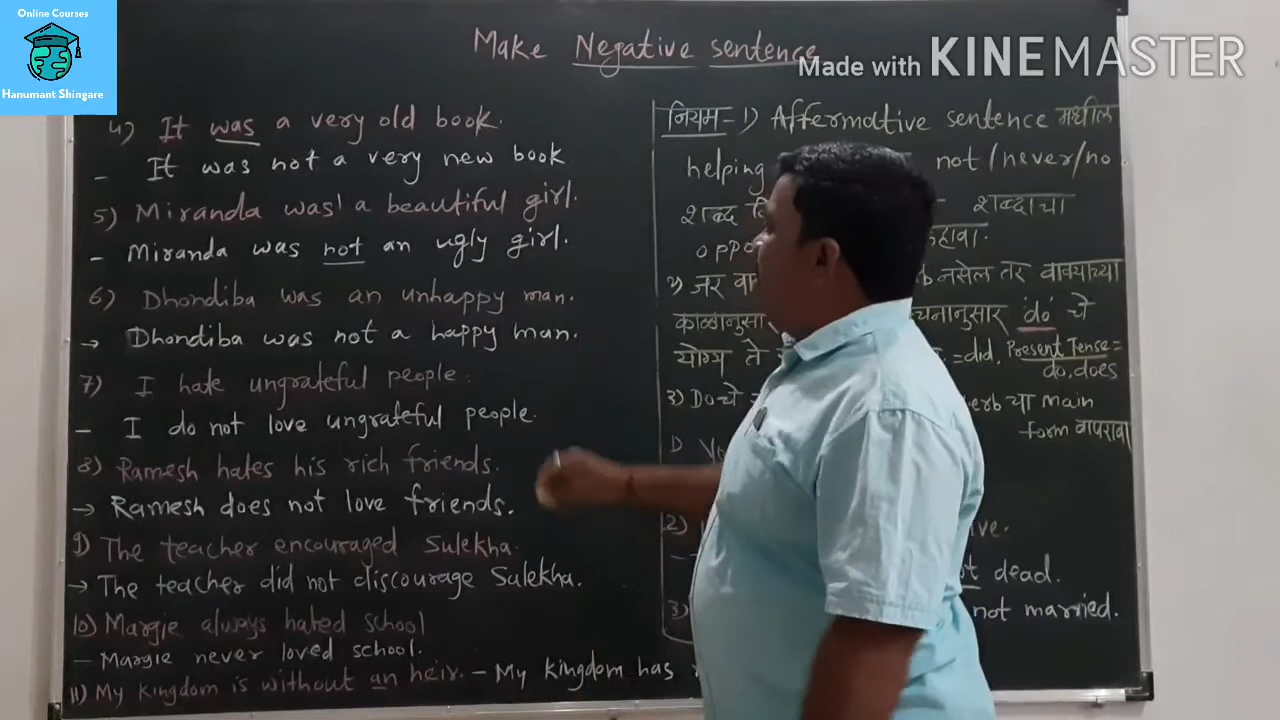 Online Courses
Hanumant Shingare
Made with KINEMASTER
Make Negative sentence
4) It was a very old book.
- It was not a very new book
5) Miranda was a beautiful girl.
- Miranda was not an ugly girl.
6) Dhondiba was an unhappy man.
→ Dhondiba was not a happy man.
7) I hate ungrateful people.
- I do not love ungrateful people.
8) Ramesh hates his rich friends.
→ Ramesh does not love friends.
9) The teacher encouraged Sulekha.
→ The teacher did not discourage Sulekha.
10) Margie always hated school
- Margie never loved school.
11) My kingdom is without an heir. - My kingdom has
नियम - 1) Affermative sentence मधील
helping not/never/no
शब्द शब्दाचा
2) जर नसेल तर वाक्याच्या
काळानुसार 'do' चे
योग्य ते = did, Present Tense =
do, does
3) Do चे main
form वापरावा
1)
2)
dead.
3) not married.